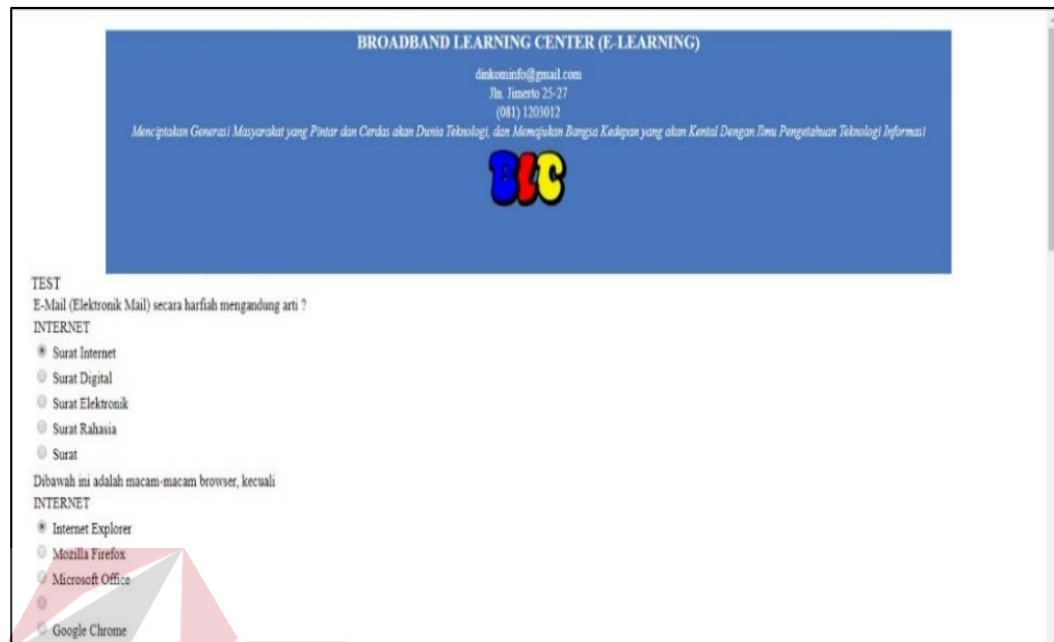 BROADBAND LEARNING CENTER (E-LEARNING)
dinkominfo@gmail.com
Jln. Jimerto 25-27
(081) 1203012
Menciptakan Generasi Masyarakat yang Pintar dan Cerdas akan Dunia Teknologi, dan Memajukan Bangsa Kedepan yang akan Kental Dengan Ilmu Pengetahuan Teknologi Informasi
BLC
TEST
E-Mail (Elektronik Mail) secara harfiah mengandung arti ?
INTERNET
Surat Internet
Surat Digital
Surat Elektronik
Surat Rahasia
Surat
Dibawah ini adalah macam-macam browser, kecuali
INTERNET
Internet Explorer
Mozilla Firefox
Microsoft Office
Google Chrome